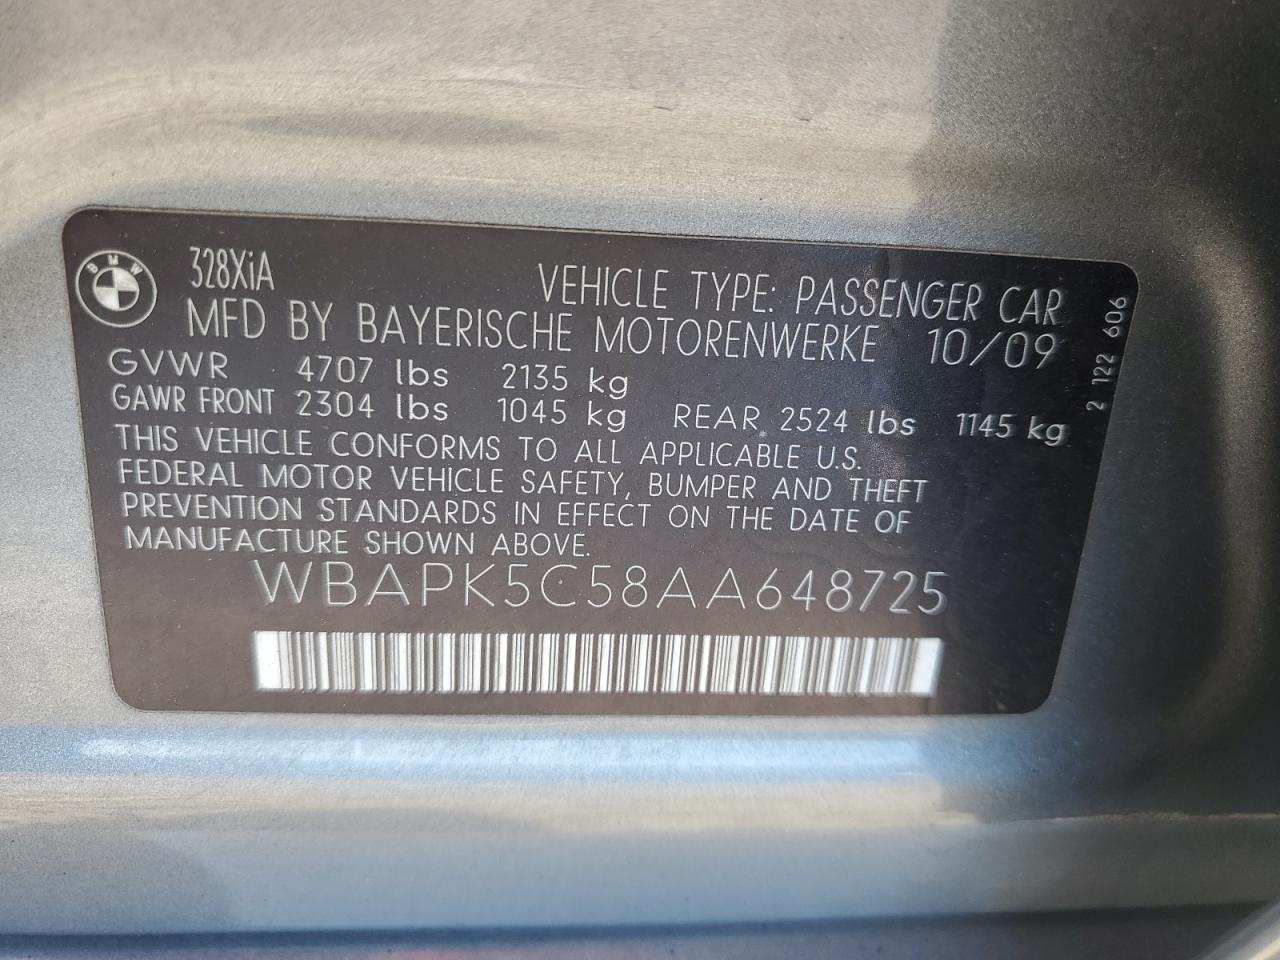 BMW
328XiA
VEHICLE TYPE: PASSENGER CAR
MFD BY BAYERISCHE MOTORENWERKE 10/09
GVWR 4707 lbs 2135 kg
GAWR FRONT 2304 lbs 1045 kg REAR 2524 lbs 1145 kg
THIS VEHICLE CONFORMS TO ALL APPLICABLE U.S.
FEDERAL MOTOR VEHICLE SAFETY, BUMPER AND THEFT
PREVENTION STANDARDS IN EFFECT ON THE DATE OF
MANUFACTURE SHOWN ABOVE.
WBAPK5C58AA648725
2 122 606